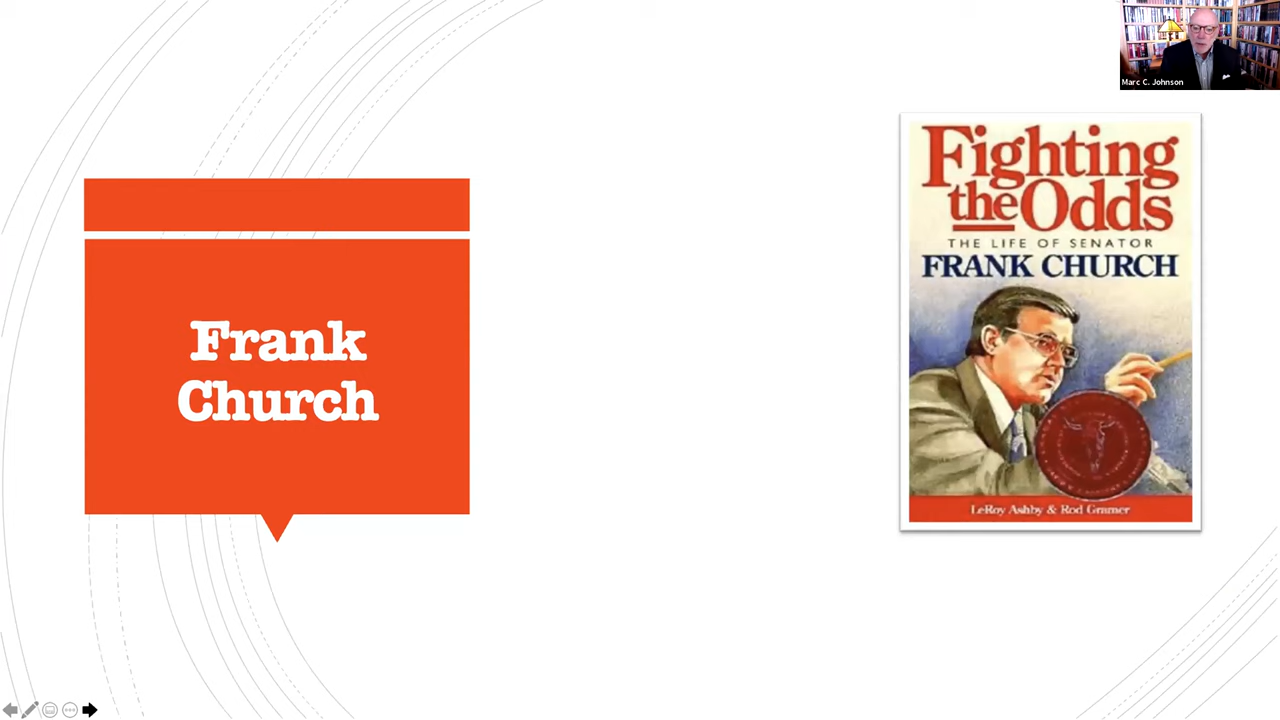 Marc C. Johnson
Frank
Church
Fighting
the Odds
THE LIFE OF SENATOR
FRANK CHURCH
LeRoy Ashby & Rod Gramer